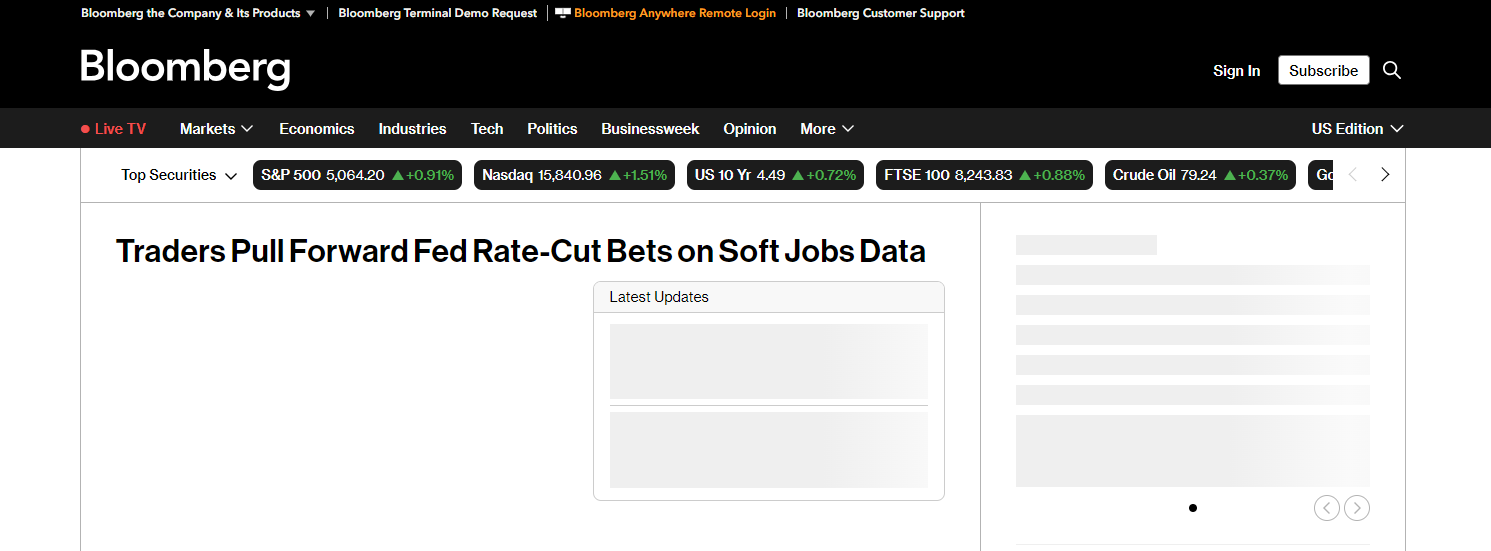 Bloomberg the Company & Its Products
Bloomberg Terminal Demo Request
Bloomberg Anywhere Remote Login
Bloomberg Customer Support
Bloomberg
Sign In
Subscribe
Live TV
Markets
Economics
Industries
Tech
Politics
Businessweek
Opinion
More
US Edition
Top Securities
S&P 500 5,064.20 ▲+0.91%
Nasdaq 15,840.96 ▲+1.51%
US 10 Yr 4.49 ▲+0.72%
FTSE 100 8,243.83 ▲+0.88%
Crude Oil 79.24 ▲+0.37%
Traders Pull Forward Fed Rate-Cut Bets on Soft Jobs Data
Latest Updates